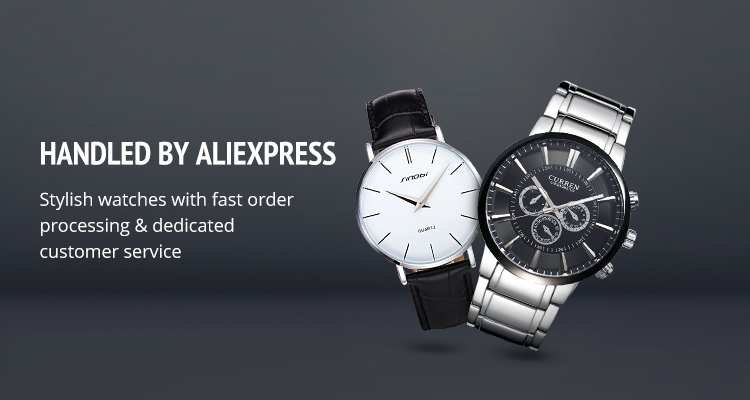 HANDLED BY ALIEXPRESS
Stylish watches with fast order
processing & dedicated
customer service
sinobi
QUARTZ
CURREN